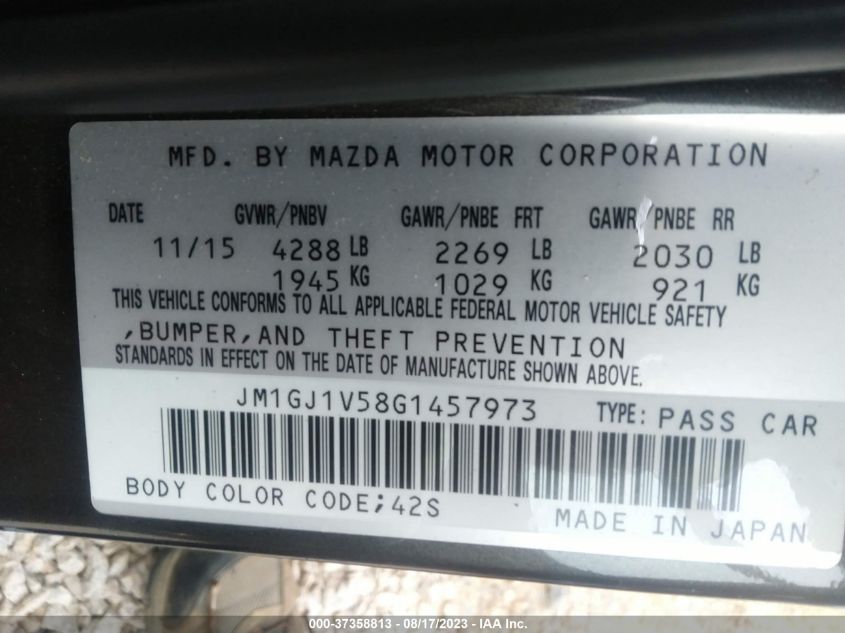 MFD. BY MAZDA MOTOR CORPORATION
DATE GVWR/PNBV GAWR/PNBE FRT GAWR/PNBE RR
11/15 4288 LB 2269 LB 2030 LB
1945 KG 1029 KG 921 KG
THIS VEHICLE CONFORMS TO ALL APPLICABLE FEDERAL MOTOR VEHICLE SAFETY
,BUMPER,AND THEFT PREVENTION
STANDARDS IN EFFECT ON THE DATE OF MANUFACTURE SHOWN ABOVE.
JM1GJ1V58G1457973 TYPE: PASS CAR
BODY COLOR CODE;42S
MADE IN JAPAN
000-37358813 - 08/17/2023 - IAA Inc.